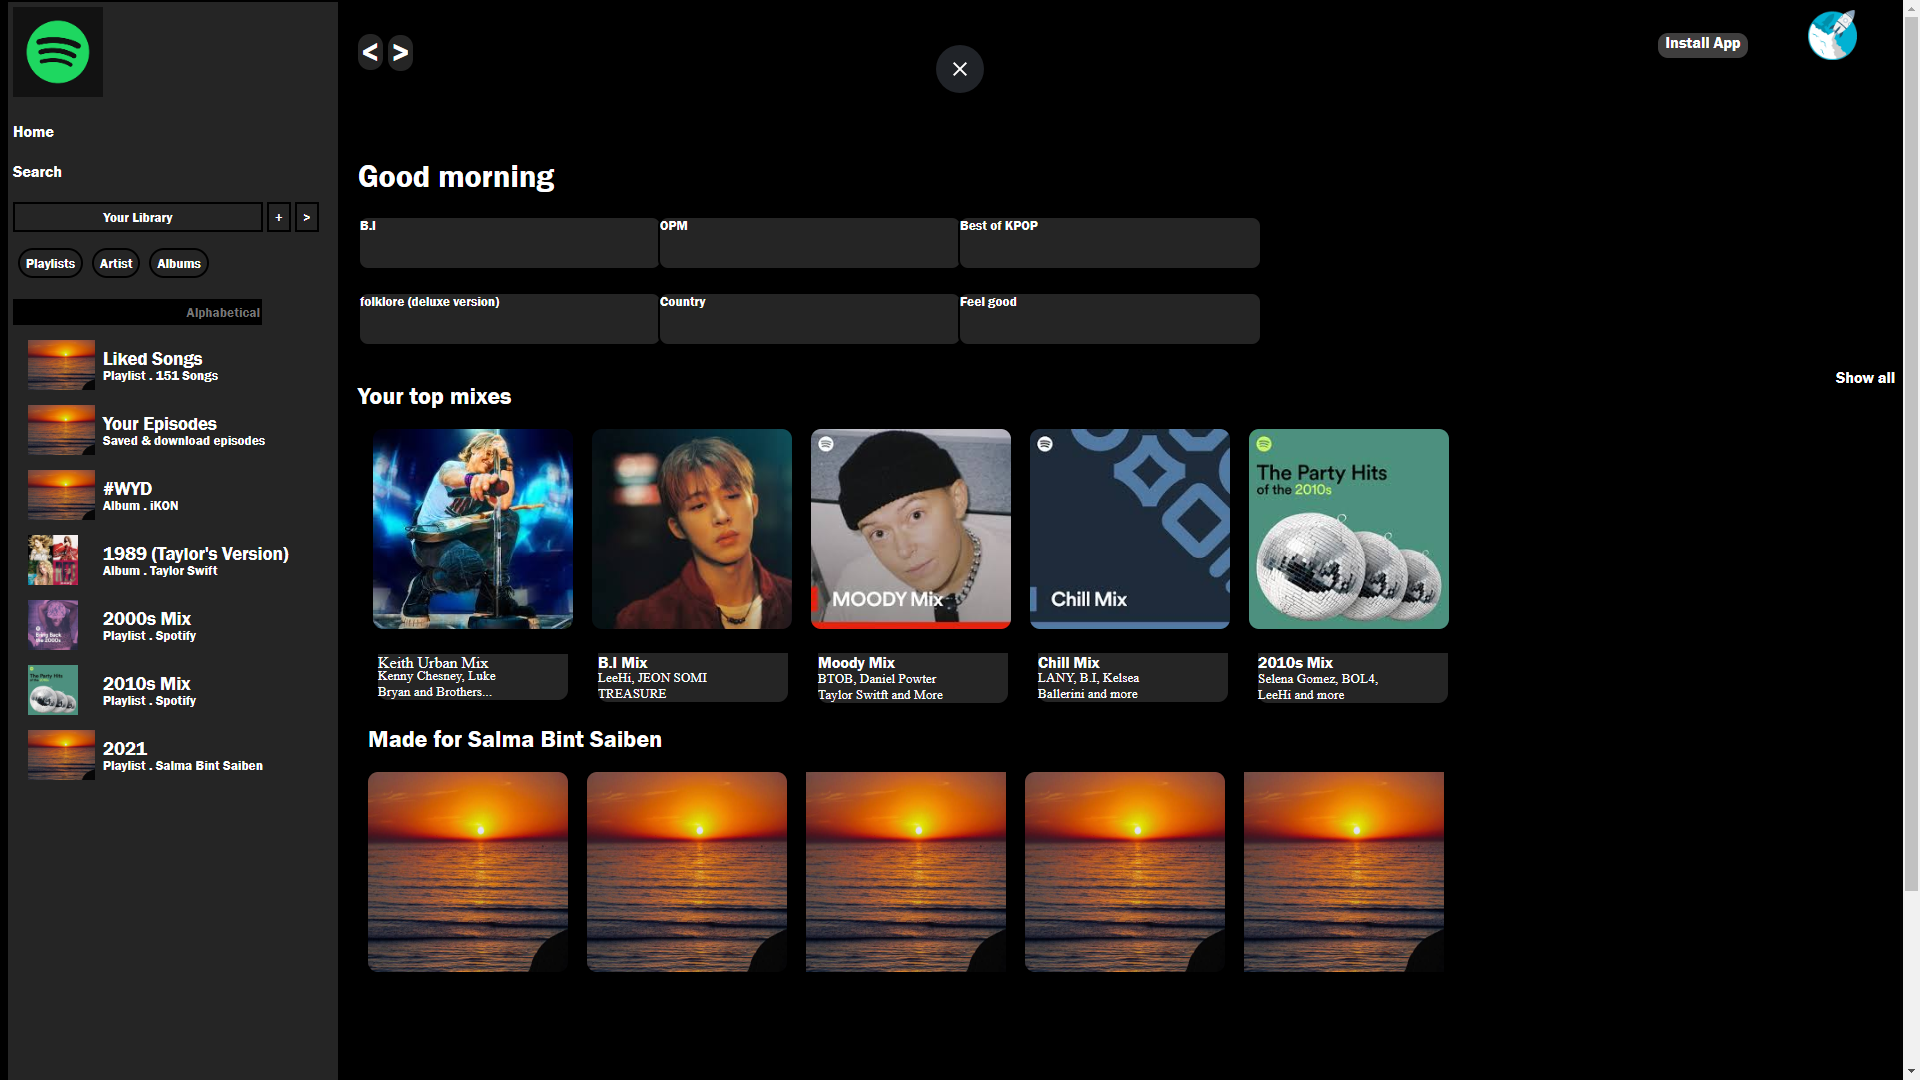 Home
Search
Your Library
+
>
Playlists
Artist
Albums
Alphabetical
Liked Songs
Playlist . 151 Songs
Your Episodes
Saved & download episodes
#WYD
Album . iKON
1989 (Taylor's Version)
Album . Taylor Swift
2000s Mix
Playlist . Spotify
2010s Mix
Playlist . Spotify
2021
Playlist . Salma Bint Saiben
< >
Install App
Good morning
B.I
OPM
Best of KPOP
folklore (deluxe version)
Country
Feel good
Show all
Your top mixes
MOODY Mix
Chill Mix
The Party Hits
of the 2010s
Keith Urban Mix
Kenny Chesney, Luke
Bryan and Brothers...
B.I Mix
LeeHi, JEON SOMI
TREASURE
Moody Mix
BTOB, Daniel Powter
Taylor Switft and More
Chill Mix
LANY, B.I, Kelsea
Ballerini and more
2010s Mix
Selena Gomez, BOL4,
LeeHi and more
Made for Salma Bint Saiben